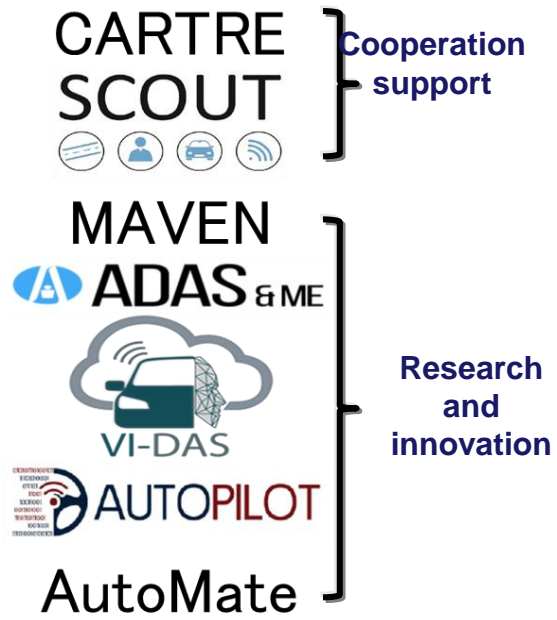 CARTRE
SCOUT
Cooperation
support
MAVEN
ADAS & ME
VI-DAS
AUTOPILOT
AutoMate
Research
and
innovation